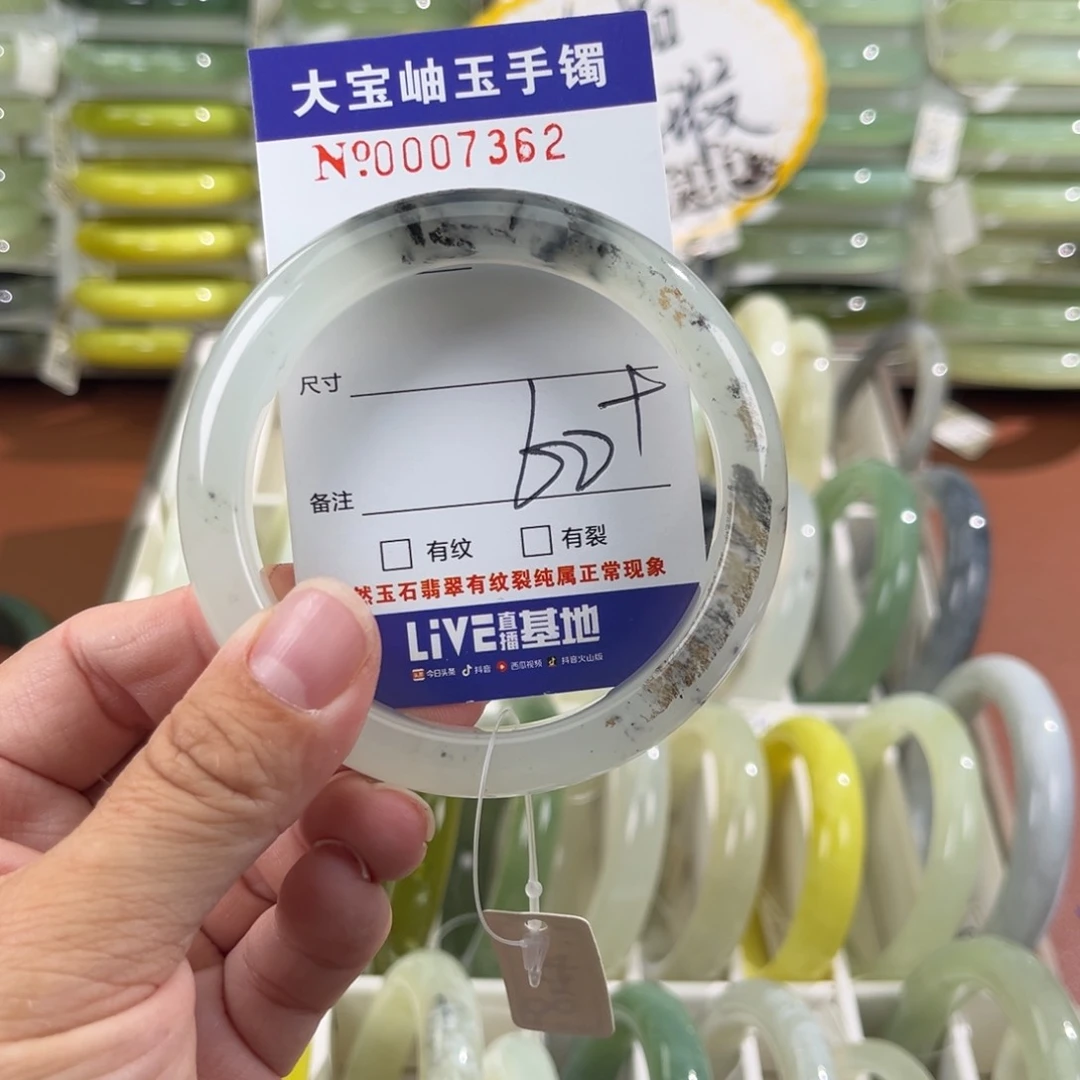 大宝岫玉手镯
Nº:0007362
尺寸 60+
备注
有纹 有裂
然玉石翡翠有纹裂纯属正常现象
LiVE直播基地
今日头条 抖音 西瓜视频 抖音火山版